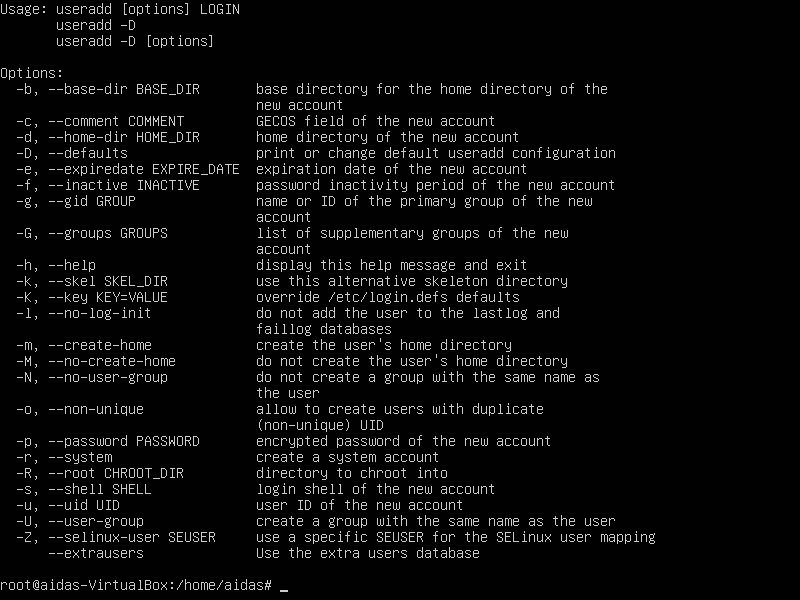 Usage: useradd [options] LOGIN
       useradd -D
       useradd -D [options]

Options:
  -b, --base-dir BASE_DIR       base directory for the home directory of the
                                new account
  -c, --comment COMMENT         GECOS field of the new account
  -d, --home-dir HOME_DIR       home directory of the new account
  -D, --defaults                print or change default useradd configuration
  -e, --expiredate EXPIRE_DATE  expiration date of the new account
  -f, --inactive INACTIVE       password inactivity period of the new account
  -g, --gid GROUP               name or ID of the primary group of the new
                                account
  -G, --groups GROUPS           list of supplementary groups of the new
                                account
  -h, --help                    display this help message and exit
  -k, --skel SKEL_DIR           use this alternative skeleton directory
  -K, --key KEY=VALUE           override /etc/login.defs defaults
  -l, --no-log-init             do not add the user to the lastlog and
                                faillog databases
  -m, --create-home             create the user's home directory
  -M, --no-create-home          do not create the user's home directory
  -N, --no-user-group           do not create a group with the same name as
                                the user
  -o, --non-unique              allow to create users with duplicate
                                (non-unique) UID
  -p, --password PASSWORD       encrypted password of the new account
  -r, --system                  create a system account
  -R, --root CHROOT_DIR         directory to chroot into
  -s, --shell SHELL             login shell of the new account
  -u, --uid UID                 user ID of the new account
  -U, --user-group              create a group with the same name as the user
  -Z, --selinux-user SEUSER     use a specific SEUSER for the SELinux user mapping
      --extrausers              Use the extra users database

root@aidas-VirtualBox:/home/aidas# _